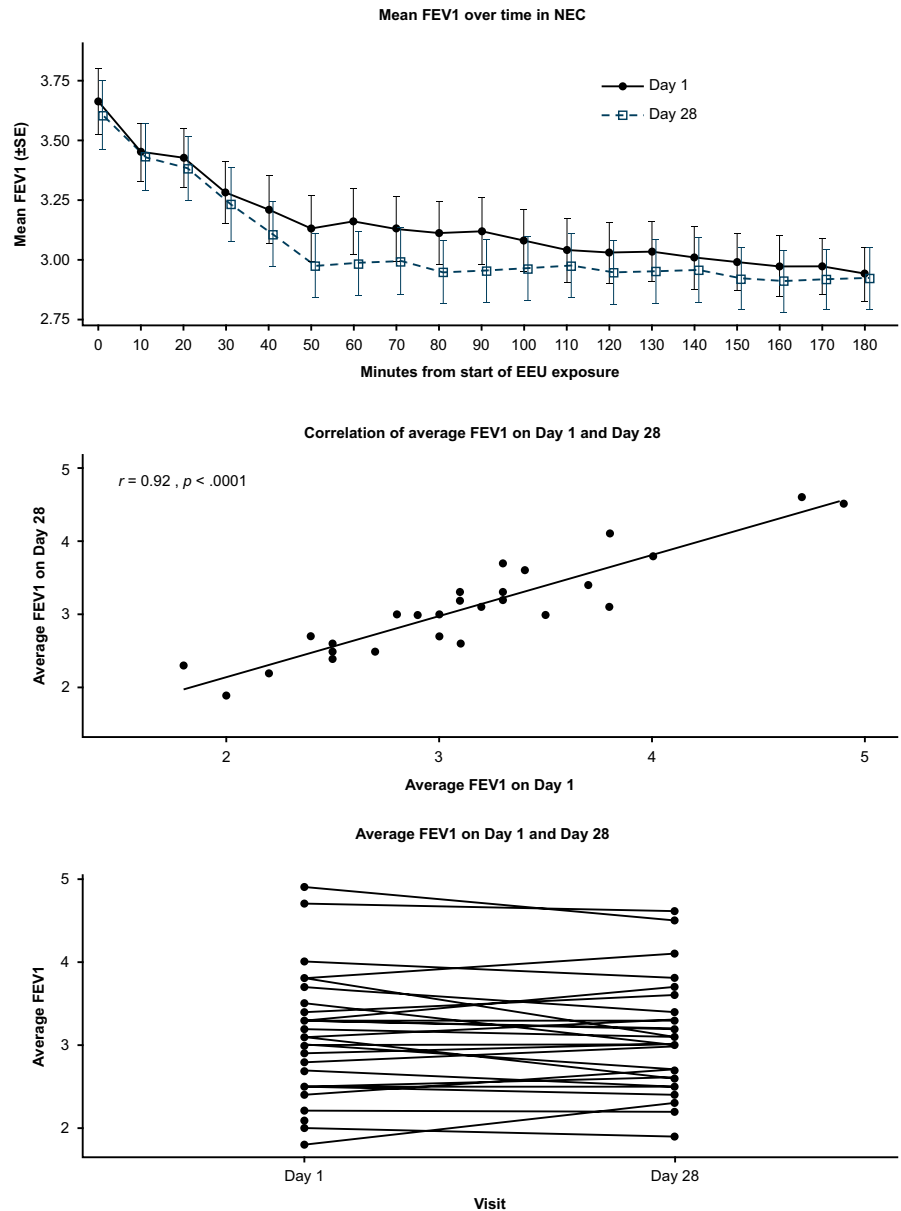 Mean FEV1 over time in NEC
Mean FEV1 (±SE)
3.75
3.50
3.25
3.00
2.75
Day 1
Day 28
0 10 20 30 40 50 60 70 80 90 100 110 120 130 140 150 160 170 180
Minutes from start of EEU exposure
Correlation of average FEV1 on Day 1 and Day 28
r = 0.92 , p < .0001
Average FEV1 on Day 28
5
4
3
2
2 3 4 5
Average FEV1 on Day 1
Average FEV1 on Day 1 and Day 28
Average FEV1
5
4
3
2
Day 1 Day 28
Visit